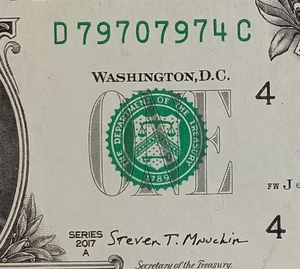 D 79707974 C
WASHINGTON, D.C.
ONE
4
THE DEPARTMENT OF THE TREASURY
1789
FW J
SERIES
2017
A
Steven T. Mnuchin
4
Secretary of the Treasury.